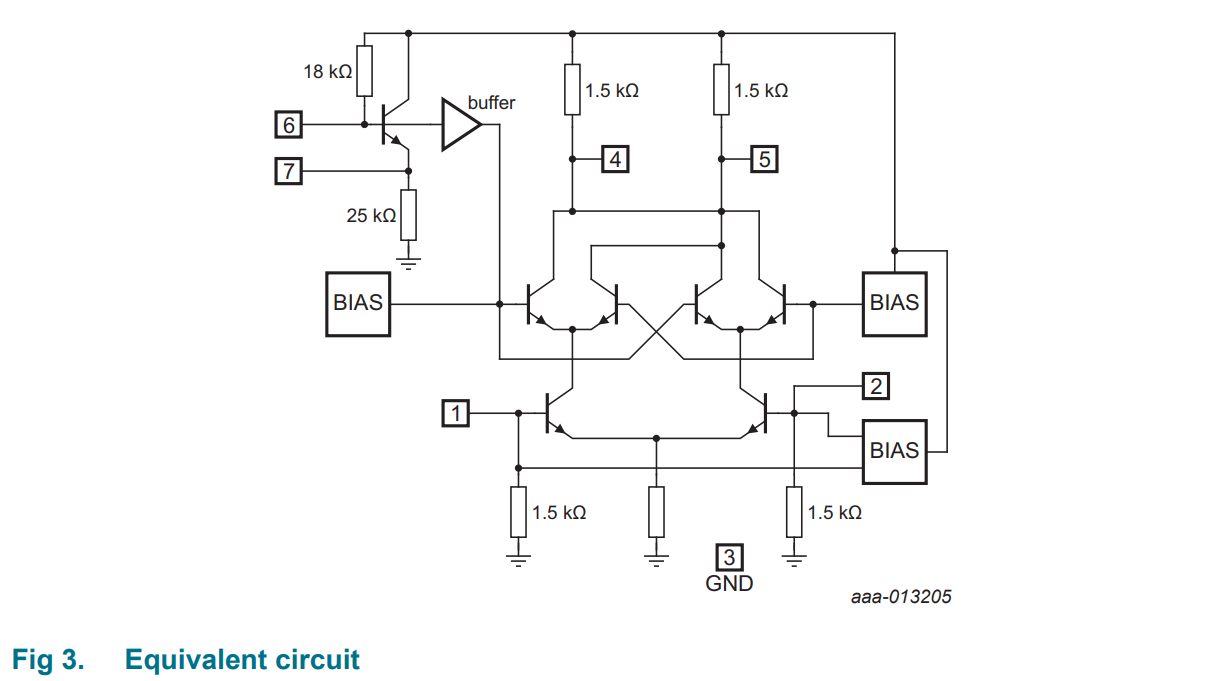 18 kΩ
1.5 kΩ
1.5 kΩ
buffer
6
4
5
7
25 kΩ
BIAS
BIAS
2
1
BIAS
1.5 kΩ
1.5 kΩ
3
GND
aaa-013205
Fig 3. Equivalent circuit